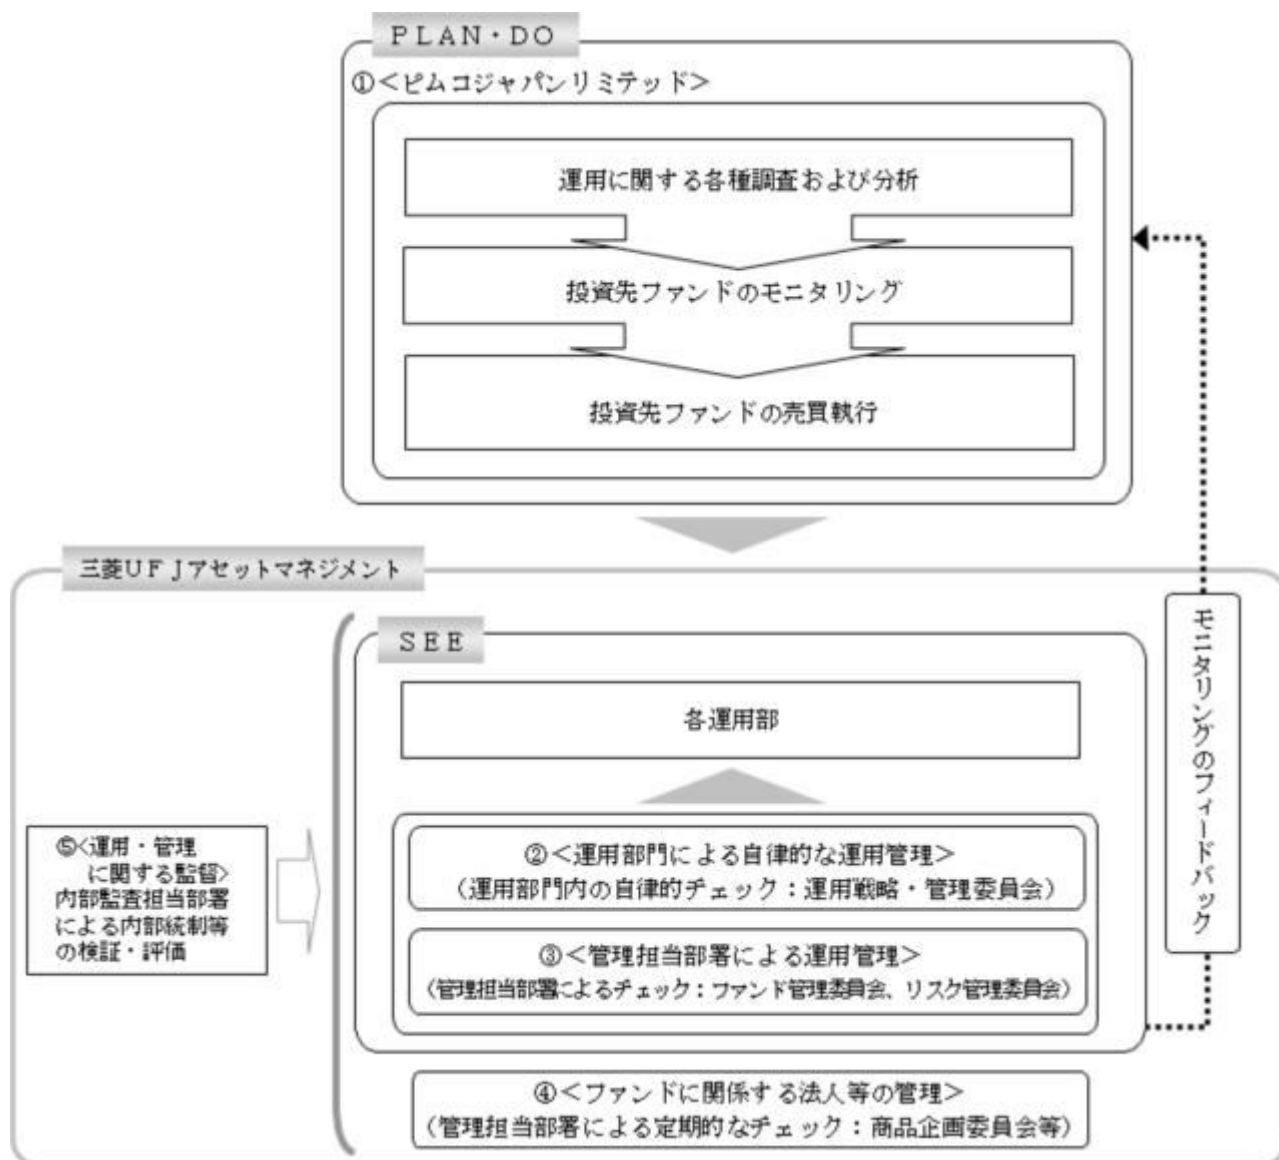 ＰＬＡＮ・ＤＯ
①＜ピムコジャパンリミテッド＞
運用に関する各種調査および分析
投資先ファンドのモニタリング
投資先ファンドの売買執行
三菱ＵＦＪアセットマネジメント
ＳＥＥ
各運用部
②＜運用部門による自律的な運用管理＞
（運用部門内の自律的チェック：運用戦略・管理委員会）
③＜管理担当部署による運用管理＞
（管理担当部署によるチェック：ファンド管理委員会、リスク管理委員会）
④＜ファンドに関係する法人等の管理＞
（管理担当部署による定期的なチェック：商品企画委員会等）
⑤＜運用・管理
に関する監督＞
内部監査担当部署
による内部統制等
の検証・評価
モニタリングのフィードバック